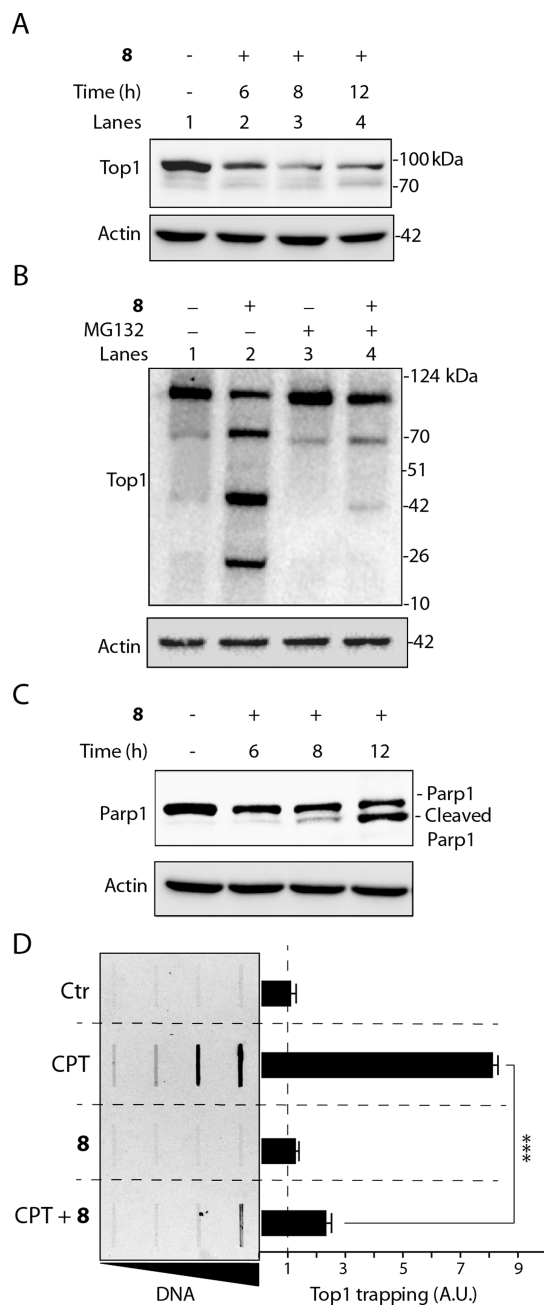 A
8 - + + +
Time (h) - 6 8 12
Lanes 1 2 3 4
Top1 -100 kDa
-70
Actin -42
B
8 – + – +
MG132 – – + +
Lanes 1 2 3 4
-124 kDa
-70
-51
Top1
-42
-26
-10
Actin -42
C
8 - + + +
Time (h) - 6 8 12
- Parp1
Parp1 - Cleaved
Parp1
Actin
D
Ctr
CPT
8
***
CPT + 8
1 3 5 7 9
DNA Top1 trapping (A.U.)